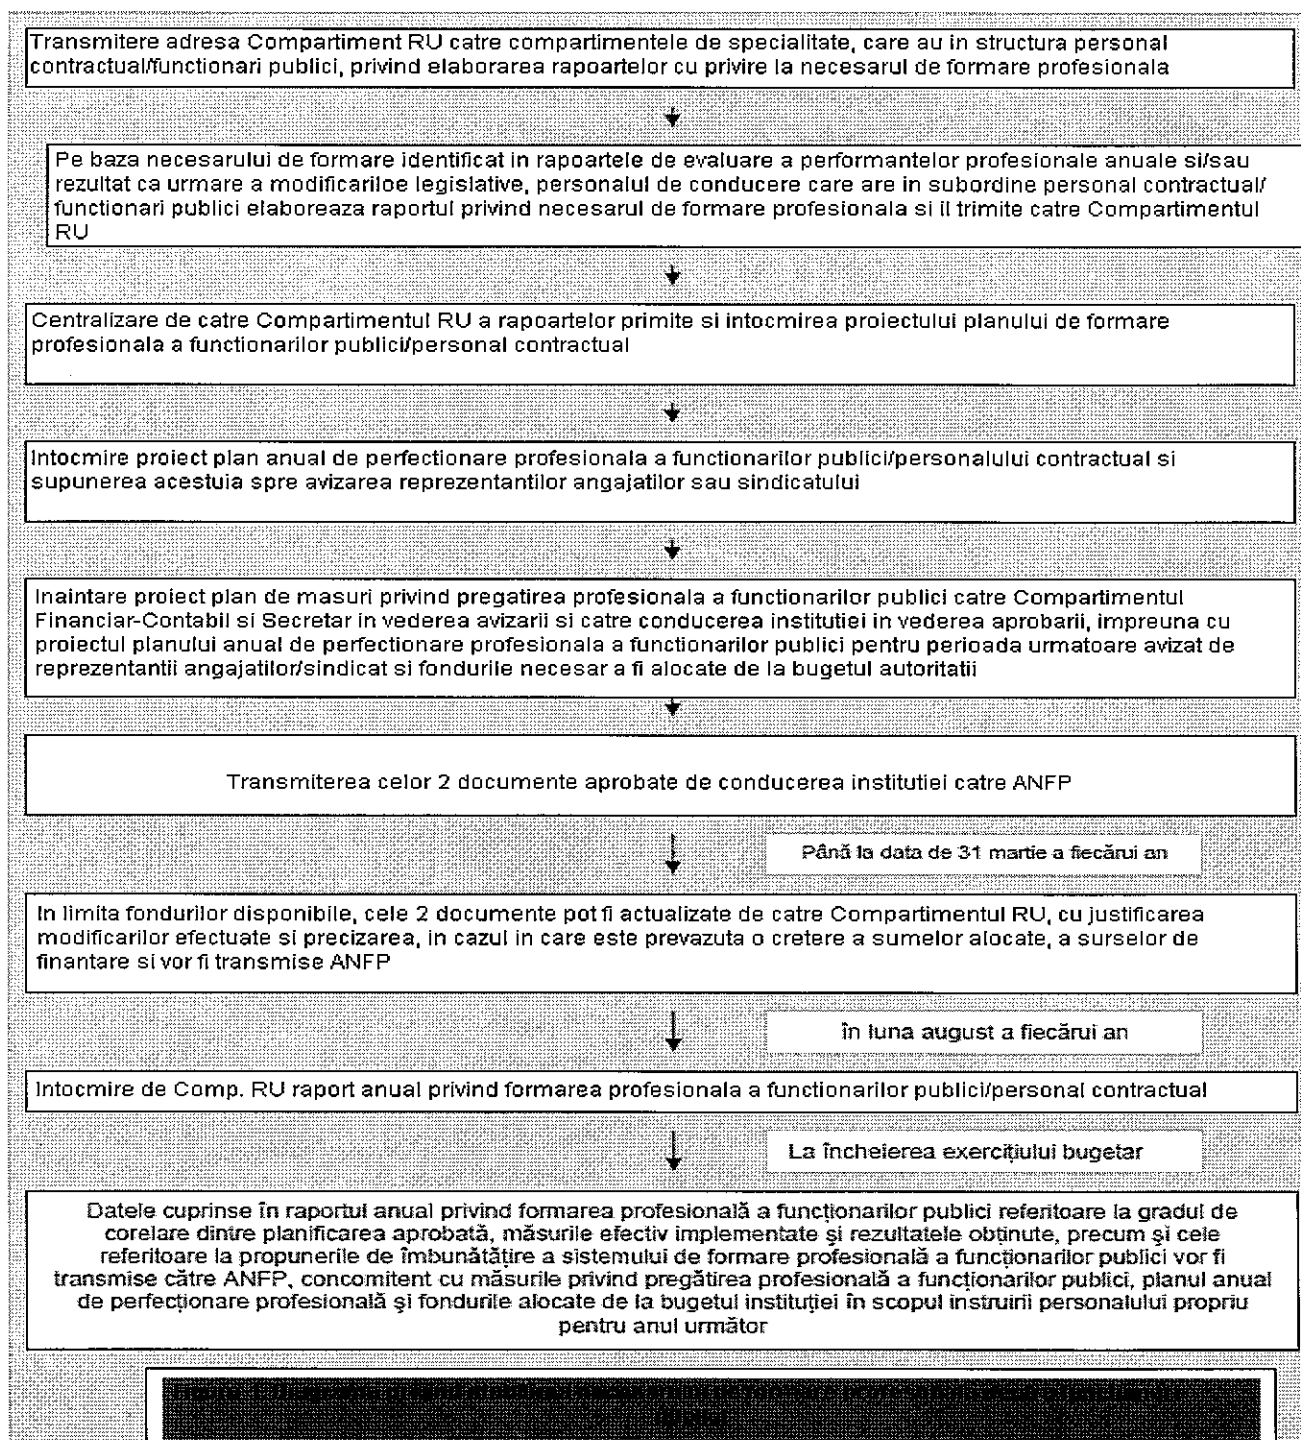 Transmitere adresa Compartiment RU catre compartimentele de specialitate, care au in structura personal
contractual/functionari publici, privind elaborarea rapoartelor cu privire la necesarul de formare profesionala
Pe baza necesarului de formare identificat in rapoartele de evaluare a performantelor profesionale anuale si/sau
rezultat ca urmare a modificariloe legislative, personalul de conducere care are in subordine personal contractual/
functionari publici elaboreaza raportul privind necesarul de formare profesionala si il trimite catre Compartimentul
RU
Centralizare de catre Compartimentul RU a rapoartelor primite si intocmirea proiectului planului de formare
profesionala a functionarilor publici/personal contractual
Intocmire proiect plan anual de perfectionare profesionala a functionarilor publici/personalului contractual si
supunerea acestuia spre avizarea reprezentantilor angajatilor sau sindicatului
Inaintare proiect plan de masuri privind pregatirea profesionala a functionarilor publici catre Compartimentul
Financiar-Contabil si Secretar in vederea avizarii si catre conducerea institutiei in vederea aprobarii, impreuna cu
proiectul planului anual de perfectionare profesionala a functionarilor publici pentru perioada urmatoare avizat de
reprezentantii angajatilor/sindicat si fondurile necesar a fi alocate de la bugetul autoritatii
Transmiterea celor 2 documente aprobate de conducerea institutiei catre ANFP
Până la data de 31 martie a fiecărui an
In limita fondurilor disponibile, cele 2 documente pot fi actualizate de catre Compartimentul RU, cu justificarea
modificarilor efectuate si precizarea, in cazul in care este prevazuta o cretere a sumelor alocate, a surselor de
finantare si vor fi transmise ANFP
În luna august a fiecărui an
Intocmire de Comp. RU raport anual privind formarea profesionala a functionarilor publici/personal contractual
La încheierea exercițiului bugetar
Datele cuprinse în raportul anual privind formarea profesională a funcționarilor publici referitoare la gradul de
corelare dintre planificarea aprobată, măsurile efectiv implementate şi rezultatele obținute, precum şi cele
referitoare la propunerile de îmbunătățire a sistemului de formare profesională a funcționarilor publici vor fi
transmise către ANFP, concomitent cu măsurile privind pregătirea profesională a funcționarilor publici, planul anual
de perfecționare profesională şi fondurile alocate de la bugetul instituției în scopul instruirii personalului propriu
pentru anul următor